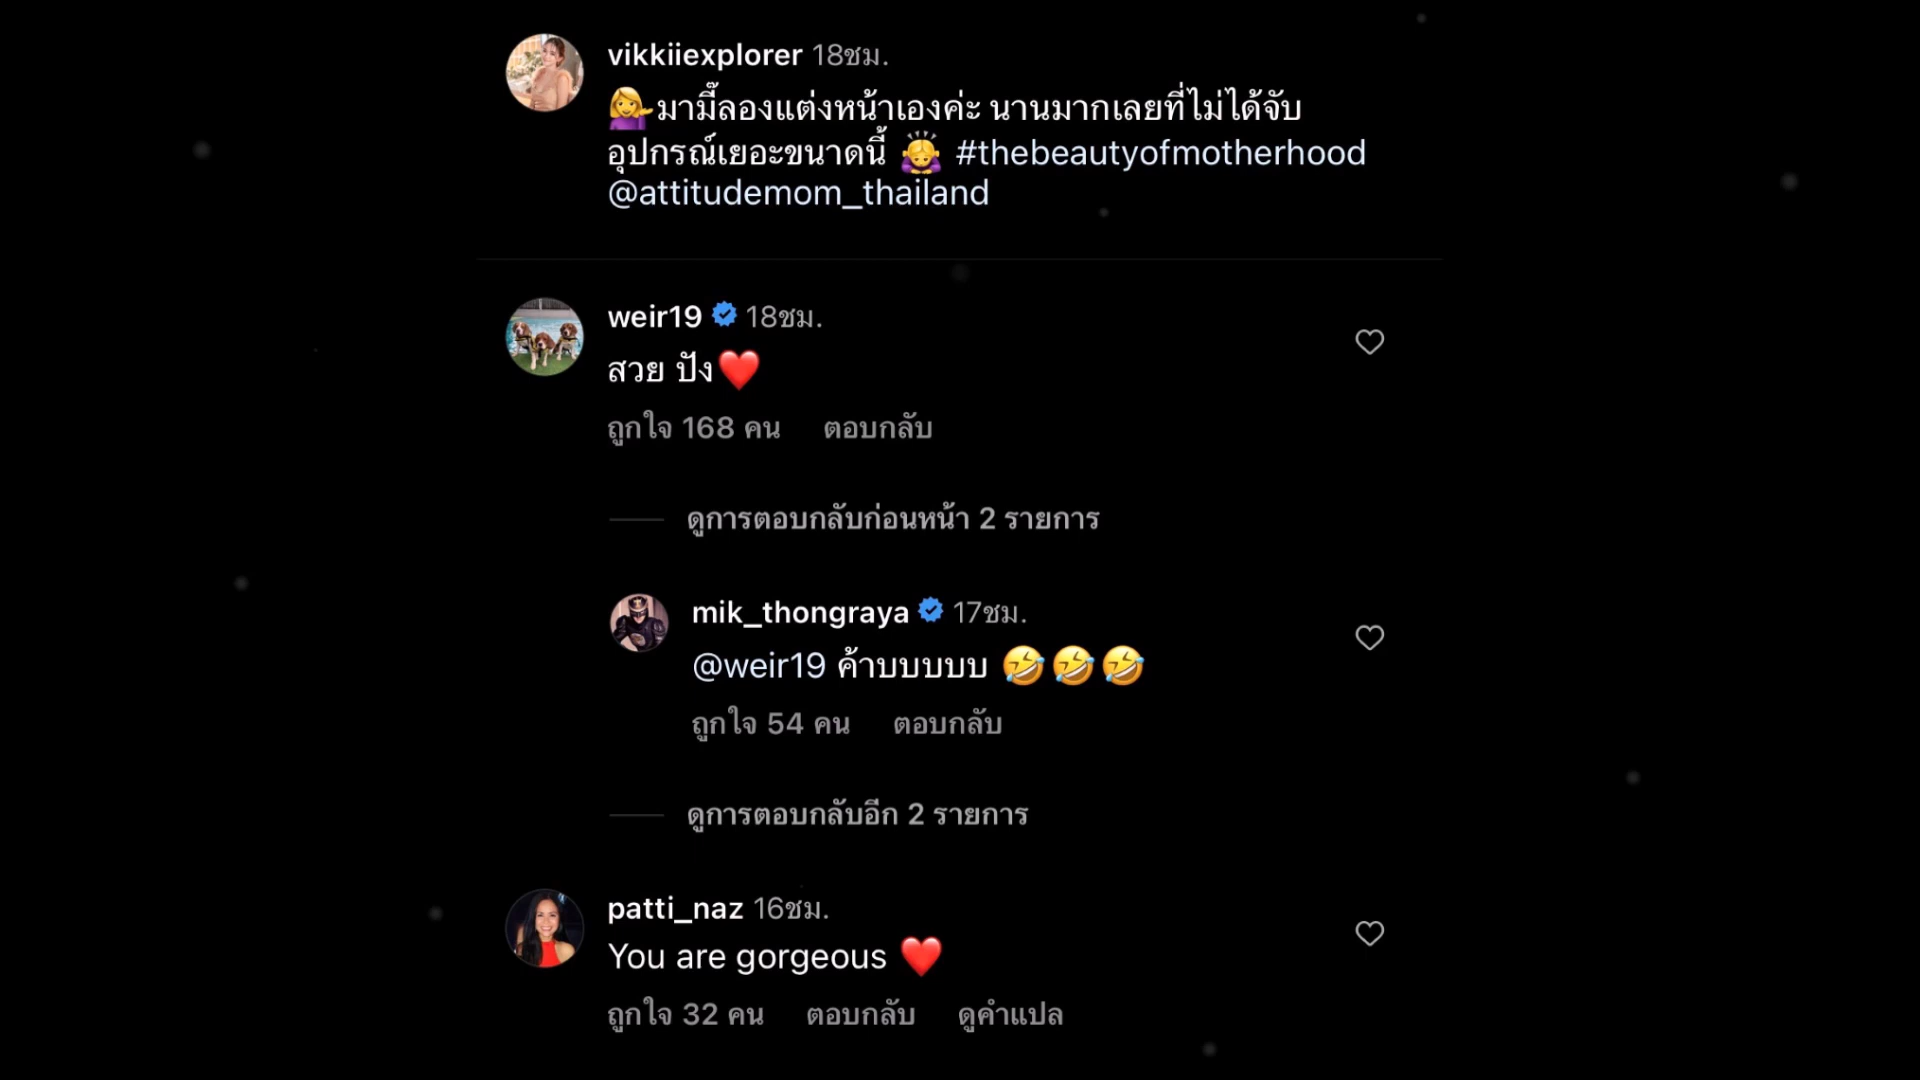 vikkiiexplorer 18ชม.
💁‍♀️มามี๊ลองแต่งหน้าเองค่ะ นานมากเลยที่ไม่ได้จับ
อุปกรณ์เยอะขนาดนี้ 🙇‍♀️ #thebeautyofmotherhood
@attitudemom_thailand
weir19 18ชม.
สวย ปัง❤️
ถูกใจ 168 คน ตอบกลับ
ดูการตอบกลับก่อนหน้า 2 รายการ
mik_thongraya 17ชม.
@weir19 ค้าบบบบบ 🤣🤣🤣
ถูกใจ 54 คน ตอบกลับ
ดูการตอบกลับอีก 2 รายการ
patti_naz 16ชม.
You are gorgeous ❤️
ถูกใจ 32 คน ตอบกลับ ดูคำแปล